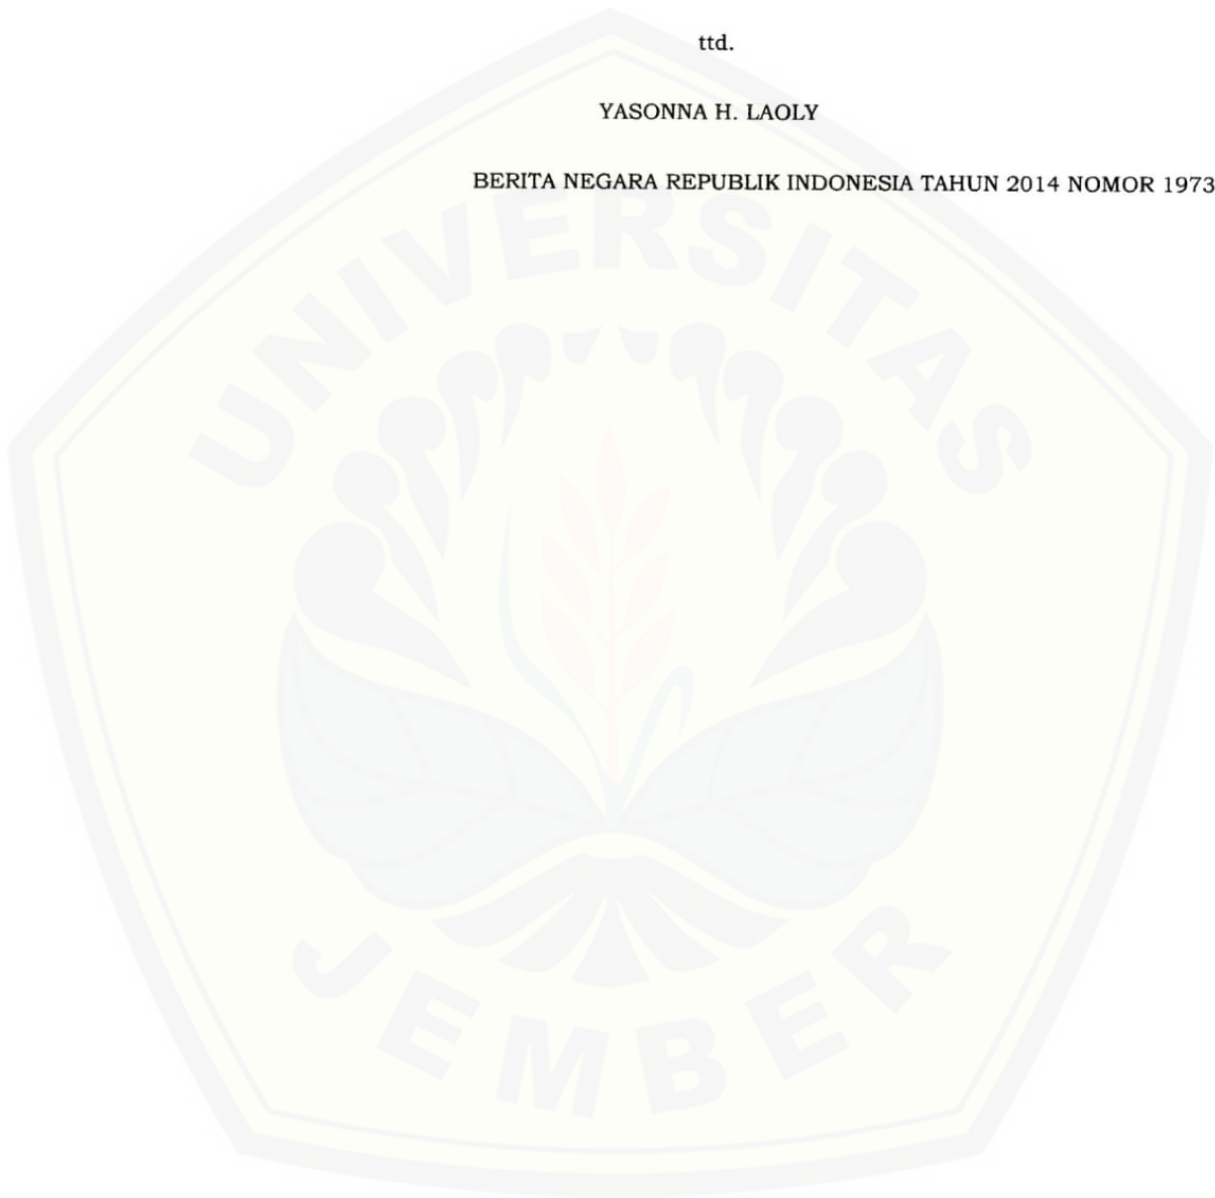 ttd.
YASONNA H. LAOLY
BERITA NEGARA REPUBLIK INDONESIA TAHUN 2014 NOMOR 1973
UNIVERSITAS
JEMBER